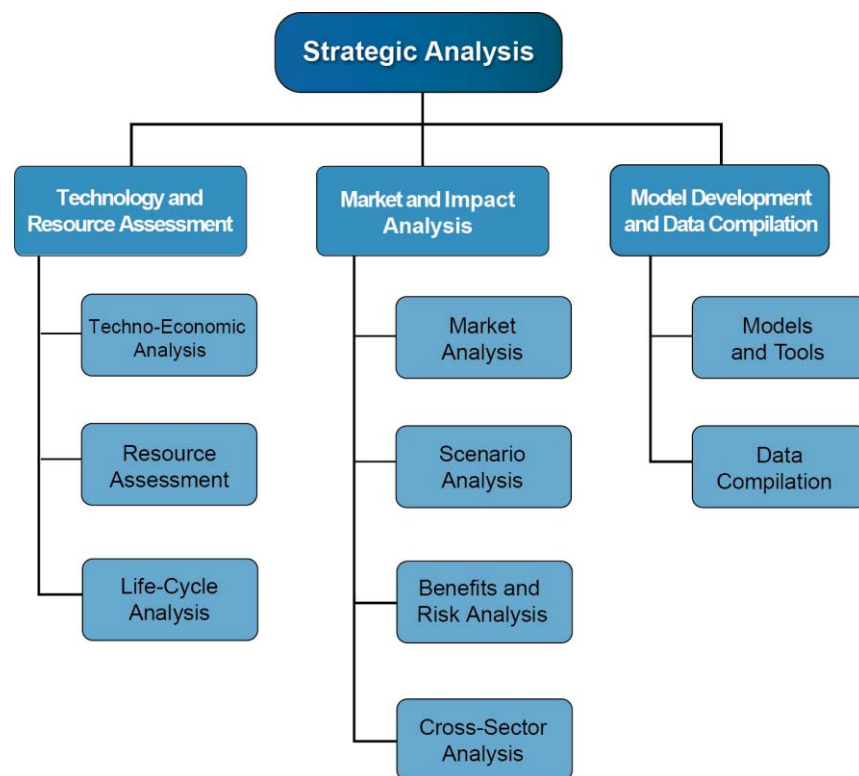 Strategic Analysis
Technology and
Resource Assessment
Techno-Economic
Analysis
Resource
Assessment
Life-Cycle
Analysis
Market and Impact
Analysis
Market
Analysis
Scenario
Analysis
Benefits and
Risk Analysis
Cross-Sector
Analysis
Model Development
and Data Compilation
Models
and Tools
Data
Compilation